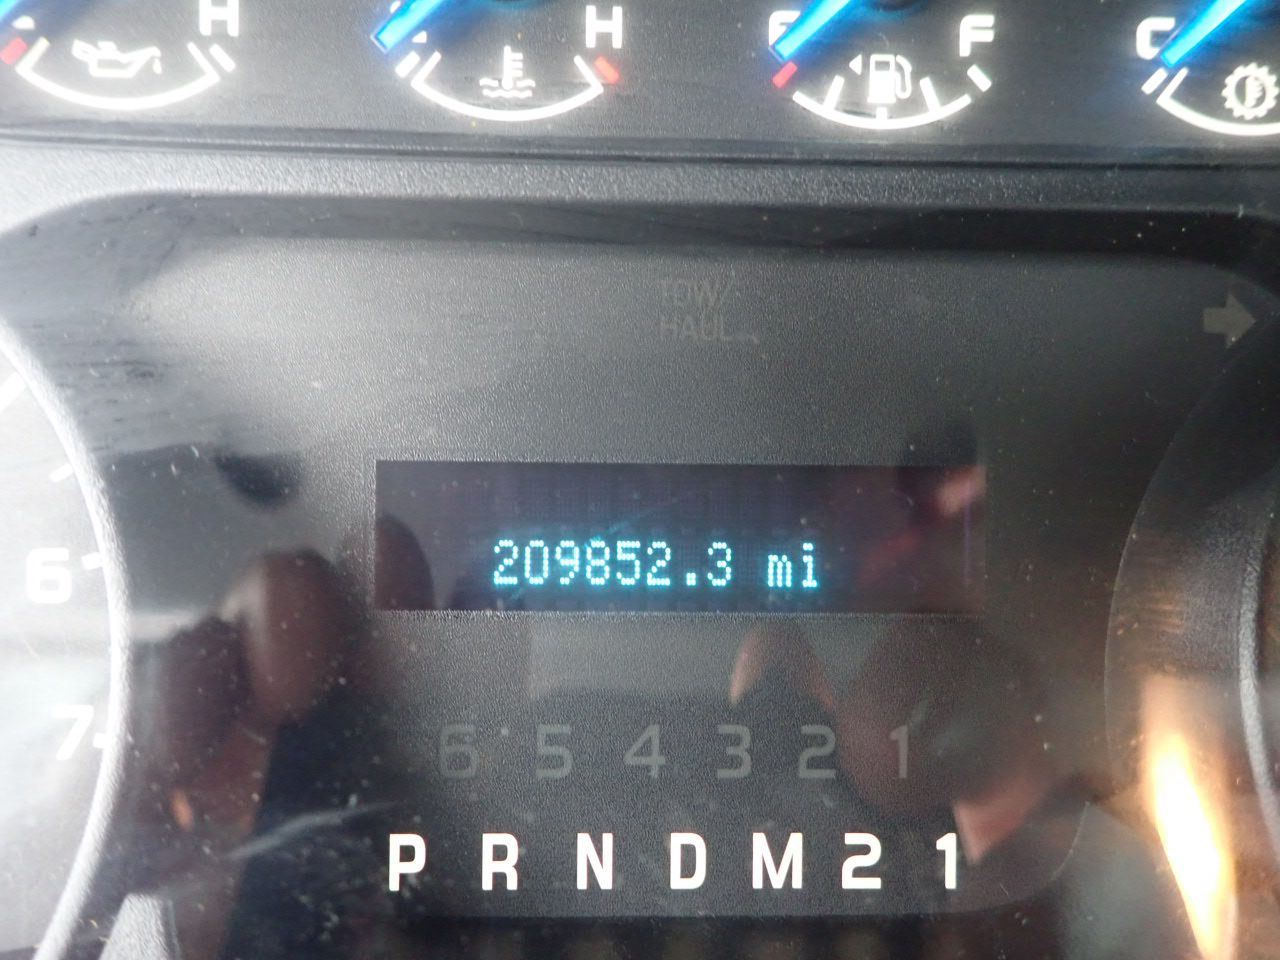 H H E F C
TOW/
HAUL
209852.3 mi
6
7
6 5 4 3 2 1
P R N D M 2 1